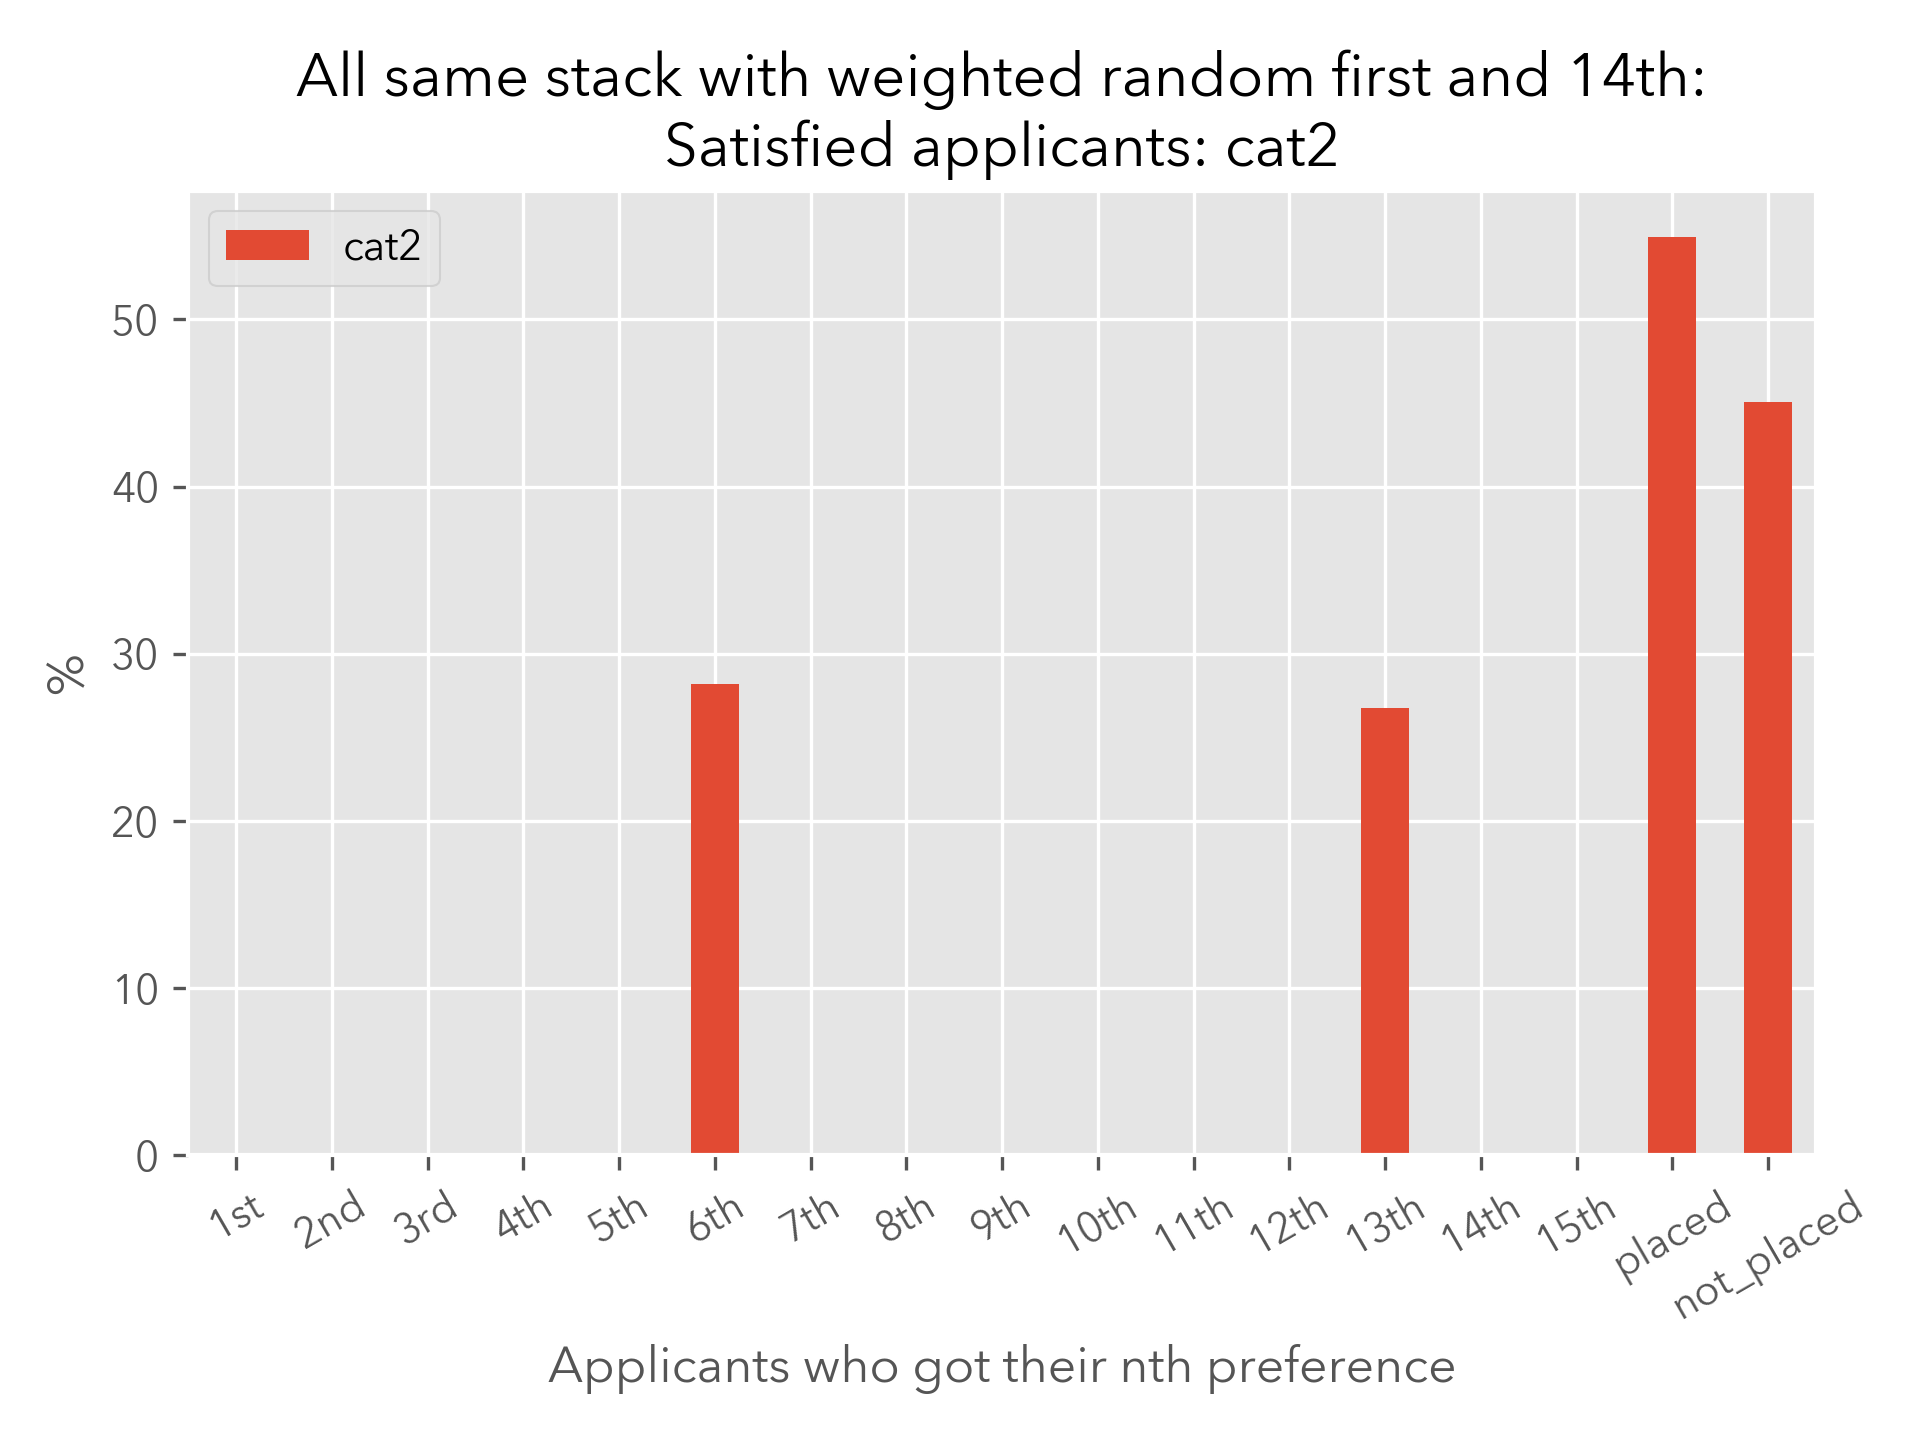 All same stack with weighted random first and 14th:
Satisfied applicants: cat2
cat2
50
40
30
20
10
0
%
1st
2nd
3rd
4th
5th
6th
7th
8th
9th
10th
11th
12th
13th
14th
15th
placed
not_placed
Applicants who got their nth preference